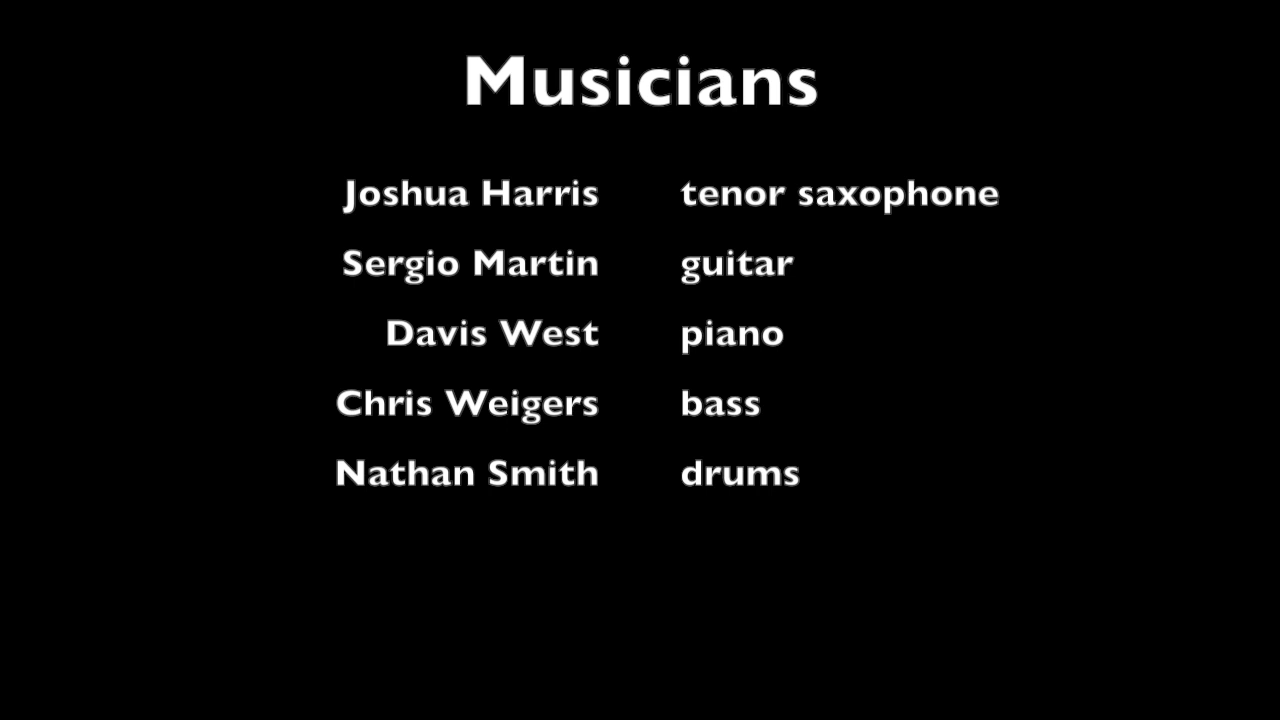 Musicians
Joshua Harris tenor saxophone
Sergio Martin guitar
Davis West piano
Chris Weigers bass
Nathan Smith drums